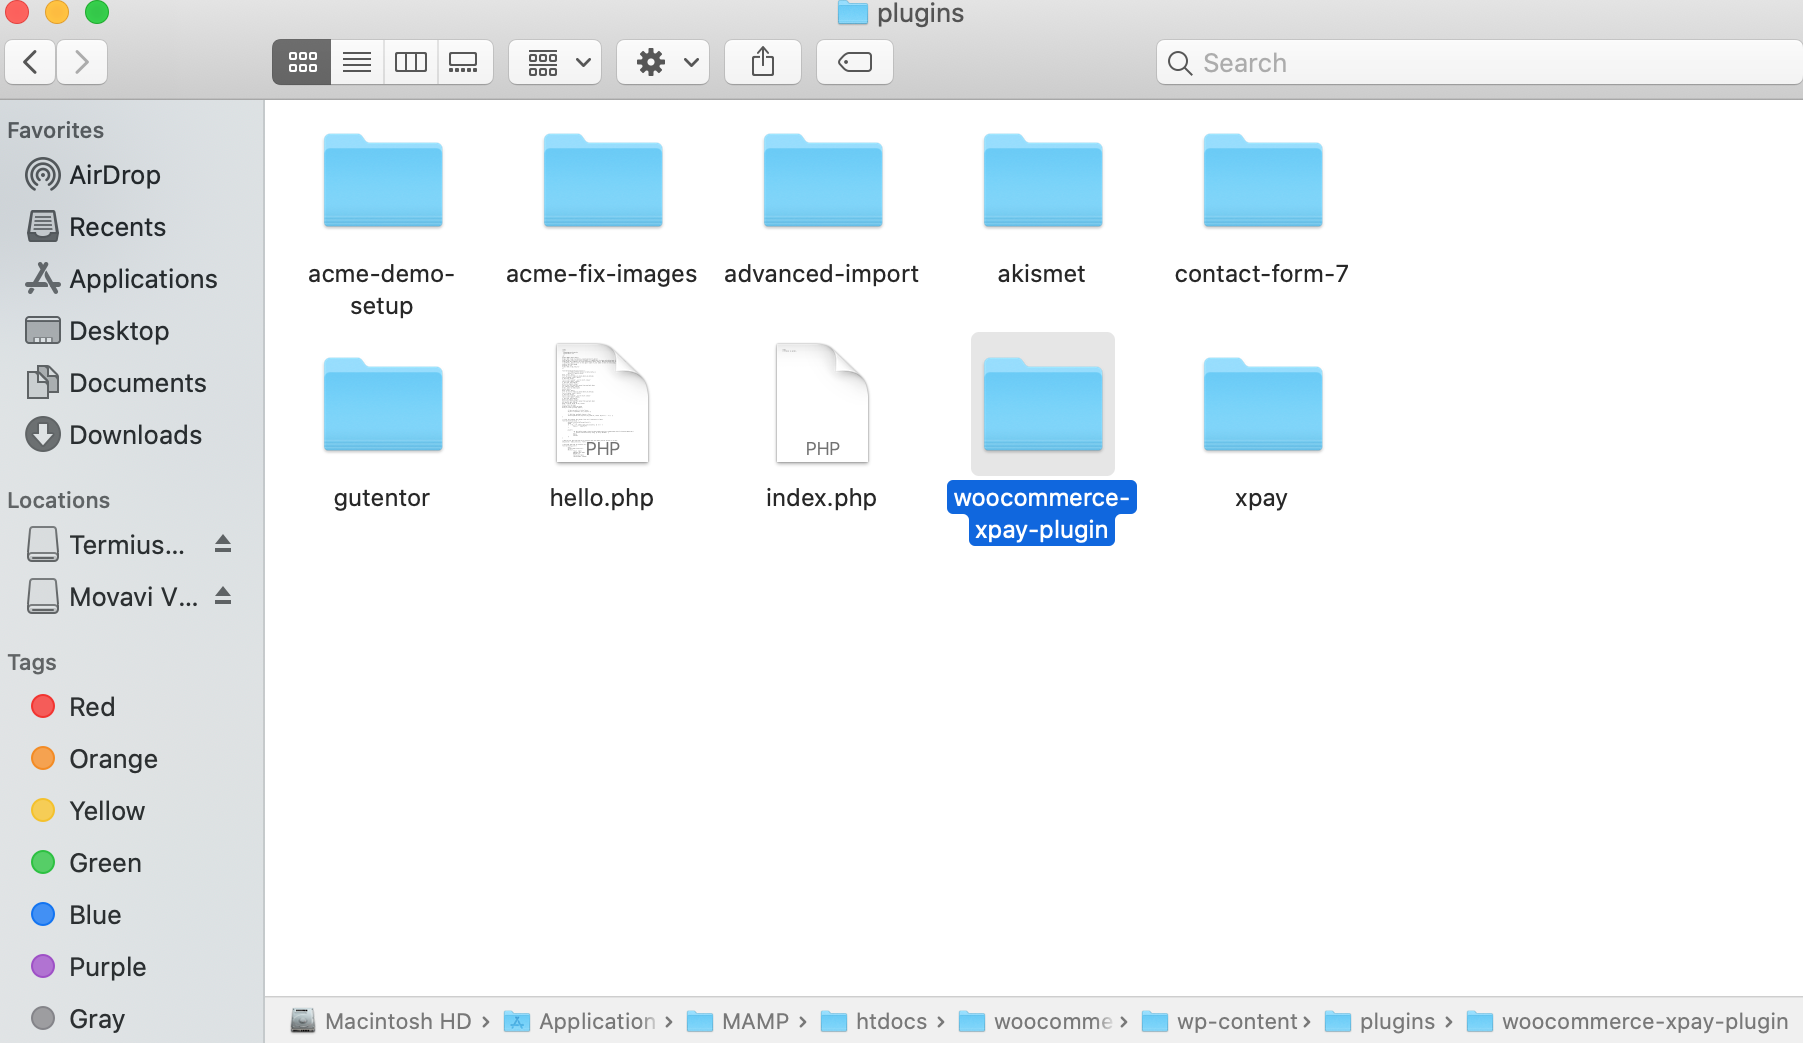 plugins
Search
Favorites
AirDrop
Recents
Applications
Desktop
Documents
Downloads
Locations
Termius...
Movavi V...
Tags
Red
Orange
Yellow
Green
Blue
Purple
Gray
acme-demo-
setup
acme-fix-images
advanced-import
akismet
contact-form-7
gutentor
PHP
hello.php
PHP
index.php
woocommerce-
xpay-plugin
xpay
Macintosh HD › Application › MAMP › htdocs › woocomme › wp-content › plugins › woocommerce-xpay-plugin